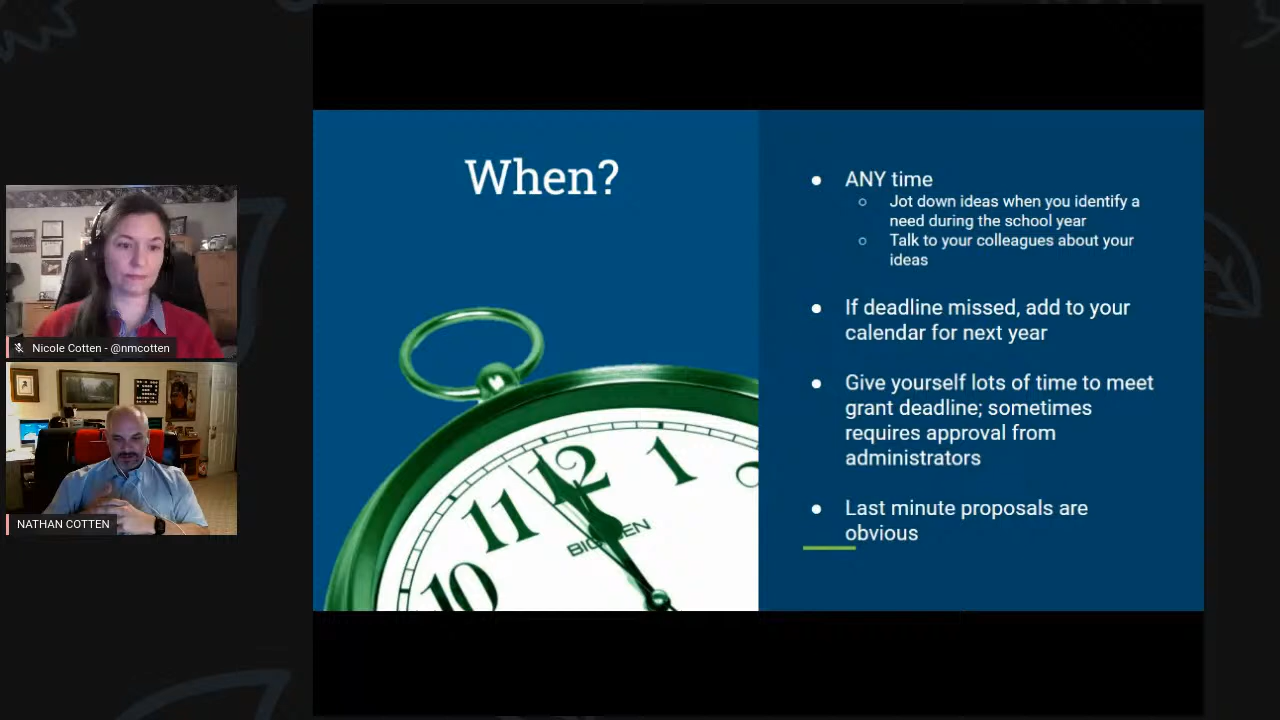 When?
ANY time
Jot down ideas when you identify a
need during the school year
Talk to your colleagues about your
ideas
If deadline missed, add to your
calendar for next year
Give yourself lots of time to meet
grant deadline; sometimes
requires approval from
administrators
Last minute proposals are
obvious
12
1
11
10
Nicole Cotten - @nmcotten
NATHAN COTTEN